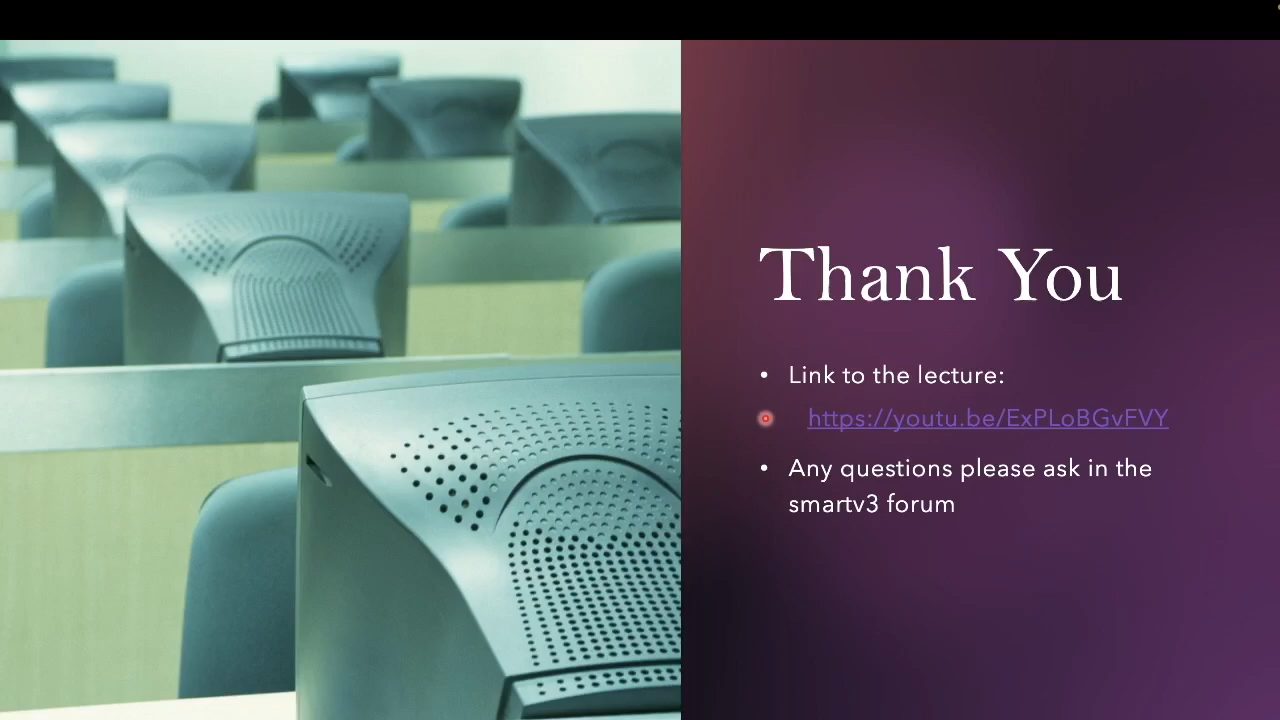 Thank You
• Link to the lecture:
https://youtu.be/ExPLoBGvFVY
• Any questions please ask in the
smartv3 forum